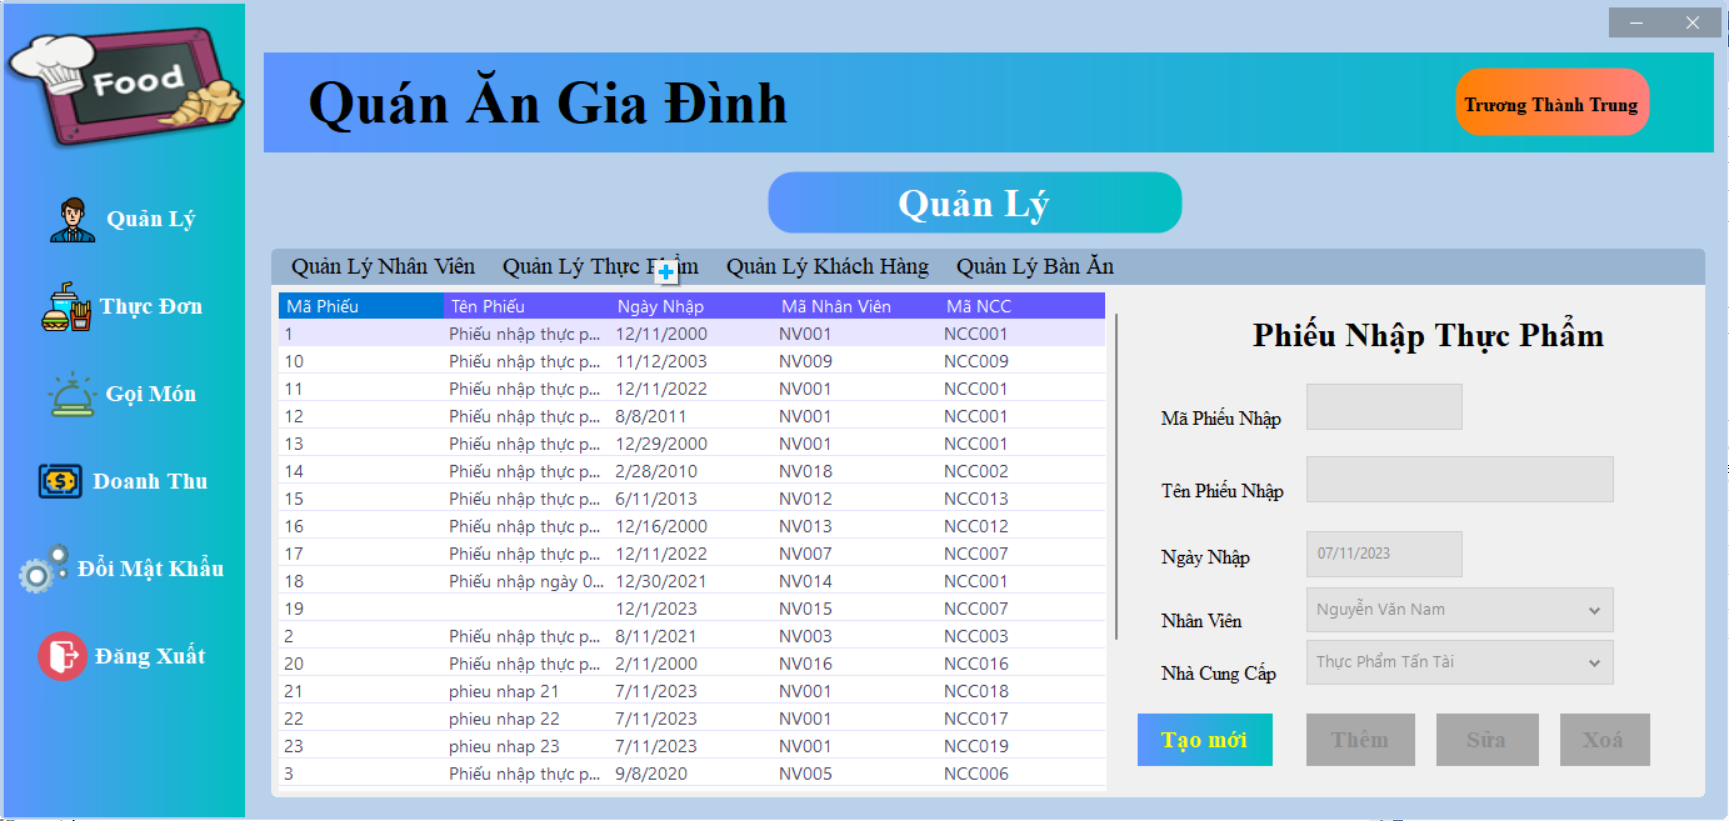 Food
Quán Ăn Gia Đình
Trương Thành Trung
Quản Lý
Thực Đơn
Gọi Món
Doanh Thu
Đổi Mật Khẩu
Đăng Xuất
Quản Lý
Quản Lý Nhân Viên Quản Lý Thực Phẩm Quản Lý Khách Hàng Quản Lý Bàn Ăn
Mã Phiếu Tên Phiếu Ngày Nhập Mã Nhân Viên Mã NCC
1 Phiếu nhập thực p... 12/11/2000 NV001 NCC001
10 Phiếu nhập thực p... 11/12/2003 NV009 NCC009
11 Phiếu nhập thực p... 12/11/2022 NV001 NCC001
12 Phiếu nhập thực p... 8/8/2011 NV001 NCC001
13 Phiếu nhập thực p... 12/29/2000 NV001 NCC001
14 Phiếu nhập thực p... 2/28/2010 NV018 NCC002
15 Phiếu nhập thực p... 6/11/2013 NV012 NCC013
16 Phiếu nhập thực p... 12/16/2000 NV013 NCC012
17 Phiếu nhập thực p... 12/11/2022 NV007 NCC007
18 Phiếu nhập ngày 0... 12/30/2021 NV014 NCC001
19 12/1/2023 NV015 NCC007
2 Phiếu nhập thực p... 8/11/2021 NV003 NCC003
20 Phiếu nhập thực p... 2/11/2000 NV016 NCC016
21 phieu nhap 21 7/11/2023 NV001 NCC018
22 phieu nhap 22 7/11/2023 NV001 NCC017
23 phieu nhap 23 7/11/2023 NV001 NCC019
3 Phiếu nhập thực p... 9/8/2020 NV005 NCC006
Phiếu Nhập Thực Phẩm
Mã Phiếu Nhập
Tên Phiếu Nhập
Ngày Nhập 07/11/2023
Nhân Viên Nguyễn Văn Nam
Nhà Cung Cấp Thực Phẩm Tấn Tài
Tạo mới Thêm Sửa Xoá